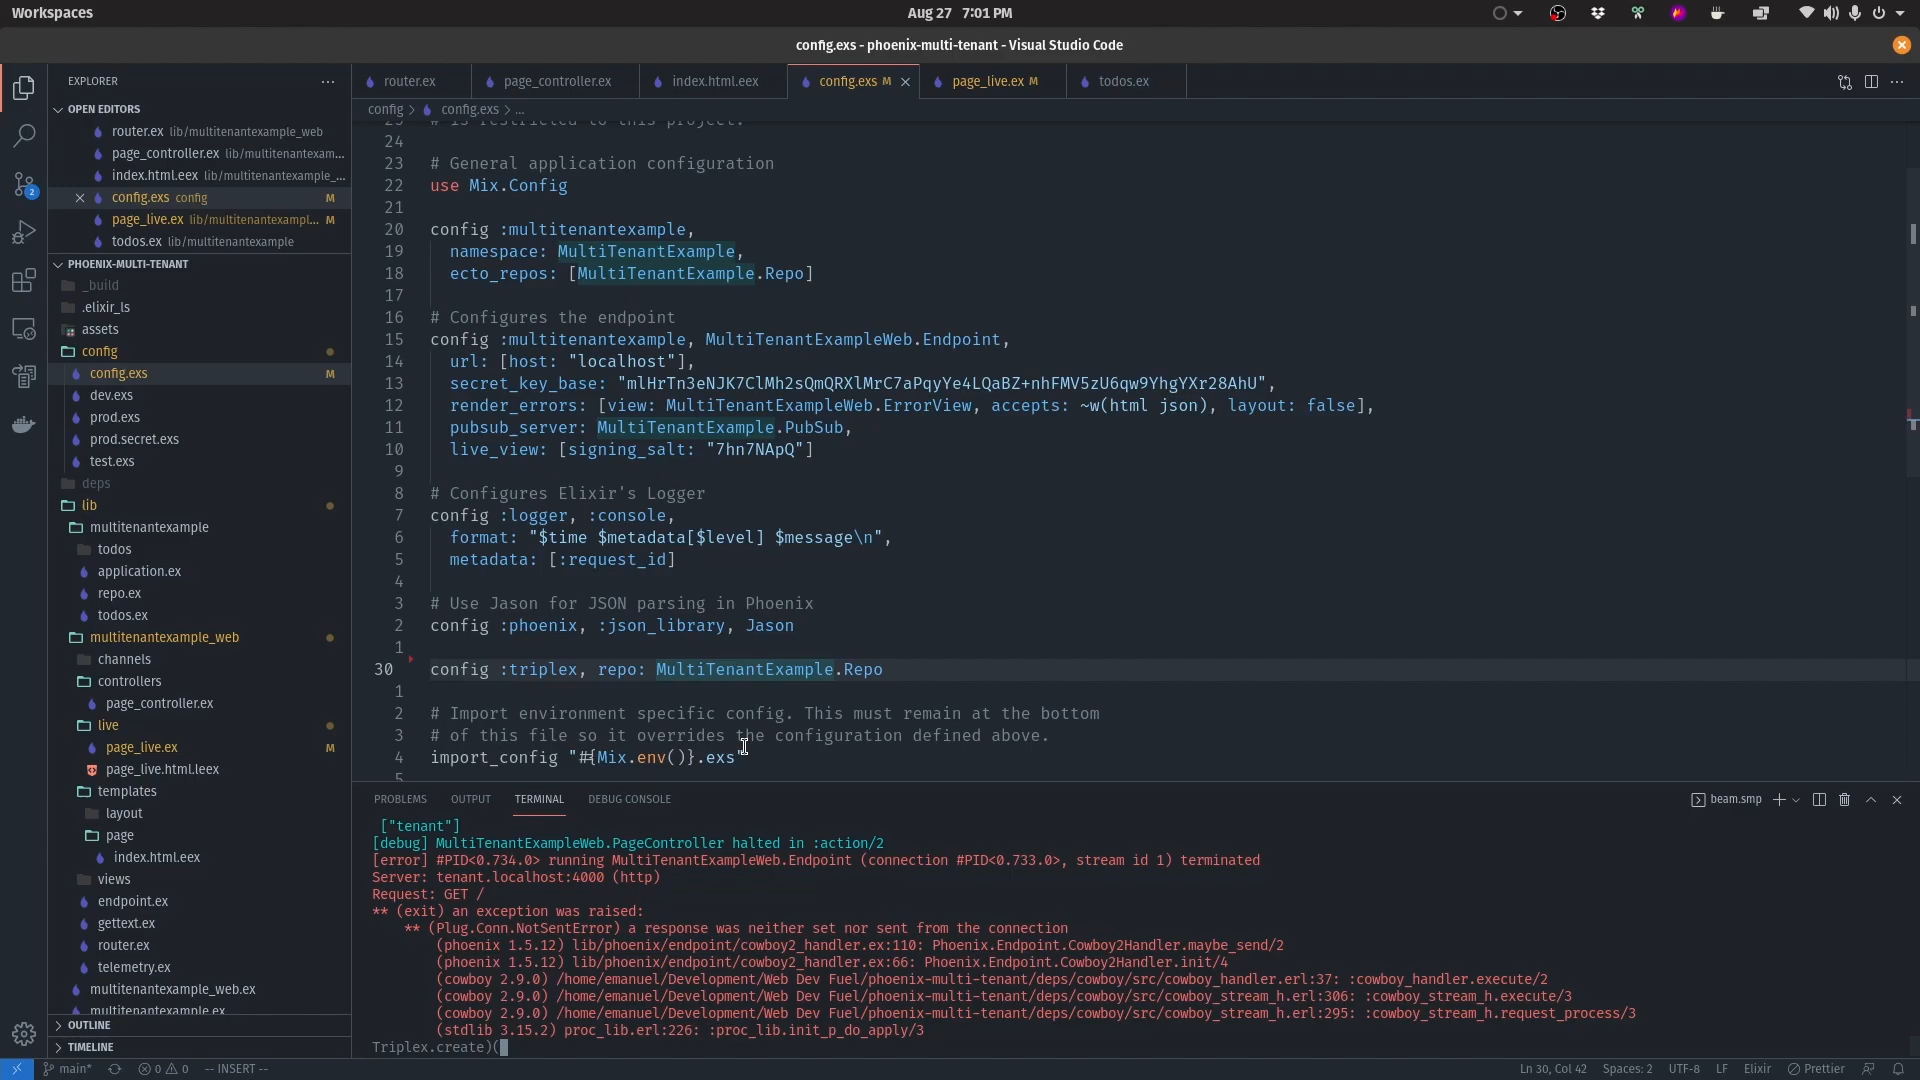 Workspaces
Aug 27 7:01 PM
config.exs - phoenix-multi-tenant - Visual Studio Code
EXPLORER
OPEN EDITORS
router.ex lib/multitenantexample_web
page_controller.ex lib/multitenantexam...
index.html.eex lib/multitenantexample_...
config.exs config M
page_live.ex lib/multitenantexampl... M
todos.ex lib/multitenantexample
PHOENIX-MULTI-TENANT
_build
.elixir_ls
assets
config
config.exs M
dev.exs
prod.exs
prod.secret.exs
test.exs
deps
lib
multitenantexample
todos
application.ex
repo.ex
todos.ex
multitenantexample_web
channels
controllers
page_controller.ex
live
page_live.ex M
page_live.html.leex
templates
layout
page
index.html.eex
views
endpoint.ex
gettext.ex
router.ex
telemetry.ex
multitenantexample_web.ex
multitenantexample.ex
OUTLINE
TIMELINE
2
router.ex page_controller.ex index.html.eex config.exs M page_live.ex M todos.ex
config > config.exs > ...
25 # is restricted to this project.
24
23 # General application configuration
22 use Mix.Config
21
20 config :multitenantexample,
19 namespace: MultiTenantExample,
18 ecto_repos: [MultiTenantExample.Repo]
17
16 # Configures the endpoint
15 config :multitenantexample, MultiTenantExampleWeb.Endpoint,
14 url: [host: "localhost"],
13 secret_key_base: "mlHrTn3eNJK7ClMh2sQmQRXlMrC7aPqyYe4LQaBZ+nhFMV5zU6qw9YhgYXr28AhU",
12 render_errors: [view: MultiTenantExampleWeb.ErrorView, accepts: ~w(html json), layout: false],
11 pubsub_server: MultiTenantExample.PubSub,
10 live_view: [signing_salt: "7hn7NApQ"]
9
8 # Configures Elixir's Logger
7 config :logger, :console,
6 format: "$time $metadata[$level] $message\n",
5 metadata: [:request_id]
4
3 # Use Jason for JSON parsing in Phoenix
2 config :phoenix, :json_library, Jason
1
30 config :triplex, repo: MultiTenantExample.Repo
1
2 # Import environment specific config. This must remain at the bottom
3 # of this file so it overrides the configuration defined above.
4 import_config "#{Mix.env()}.exs"
5
PROBLEMS OUTPUT TERMINAL DEBUG CONSOLE
beam.smp
["tenant"]
[debug] MultiTenantExampleWeb.PageController halted in :action/2
[error] #PID<0.734.0> running MultiTenantExampleWeb.Endpoint (connection #PID<0.733.0>, stream id 1) terminated
Server: tenant.localhost:4000 (http)
Request: GET /
** (exit) an exception was raised:
** (Plug.Conn.NotSentError) a response was neither set nor sent from the connection
(phoenix 1.5.12) lib/phoenix/endpoint/cowboy2_handler.ex:110: Phoenix.Endpoint.Cowboy2Handler.maybe_send/2
(phoenix 1.5.12) lib/phoenix/endpoint/cowboy2_handler.ex:66: Phoenix.Endpoint.Cowboy2Handler.init/4
(cowboy 2.9.0) /home/emanuel/Development/Web Dev Fuel/phoenix-multi-tenant/deps/cowboy/src/cowboy_handler.erl:37: :cowboy_handler.execute/2
(cowboy 2.9.0) /home/emanuel/Development/Web Dev Fuel/phoenix-multi-tenant/deps/cowboy/src/cowboy_stream_h.erl:306: :cowboy_stream_h.execute/3
(cowboy 2.9.0) /home/emanuel/Development/Web Dev Fuel/phoenix-multi-tenant/deps/cowboy/src/cowboy_stream_h.erl:295: :cowboy_stream_h.request_process/3
(stdlib 3.15.2) proc_lib.erl:226: :proc_lib.init_p_do_apply/3
Triplex.create)(
main* 0 0 -- INSERT --
Ln 30, Col 42 Spaces: 2 UTF-8 LF Elixir Prettier